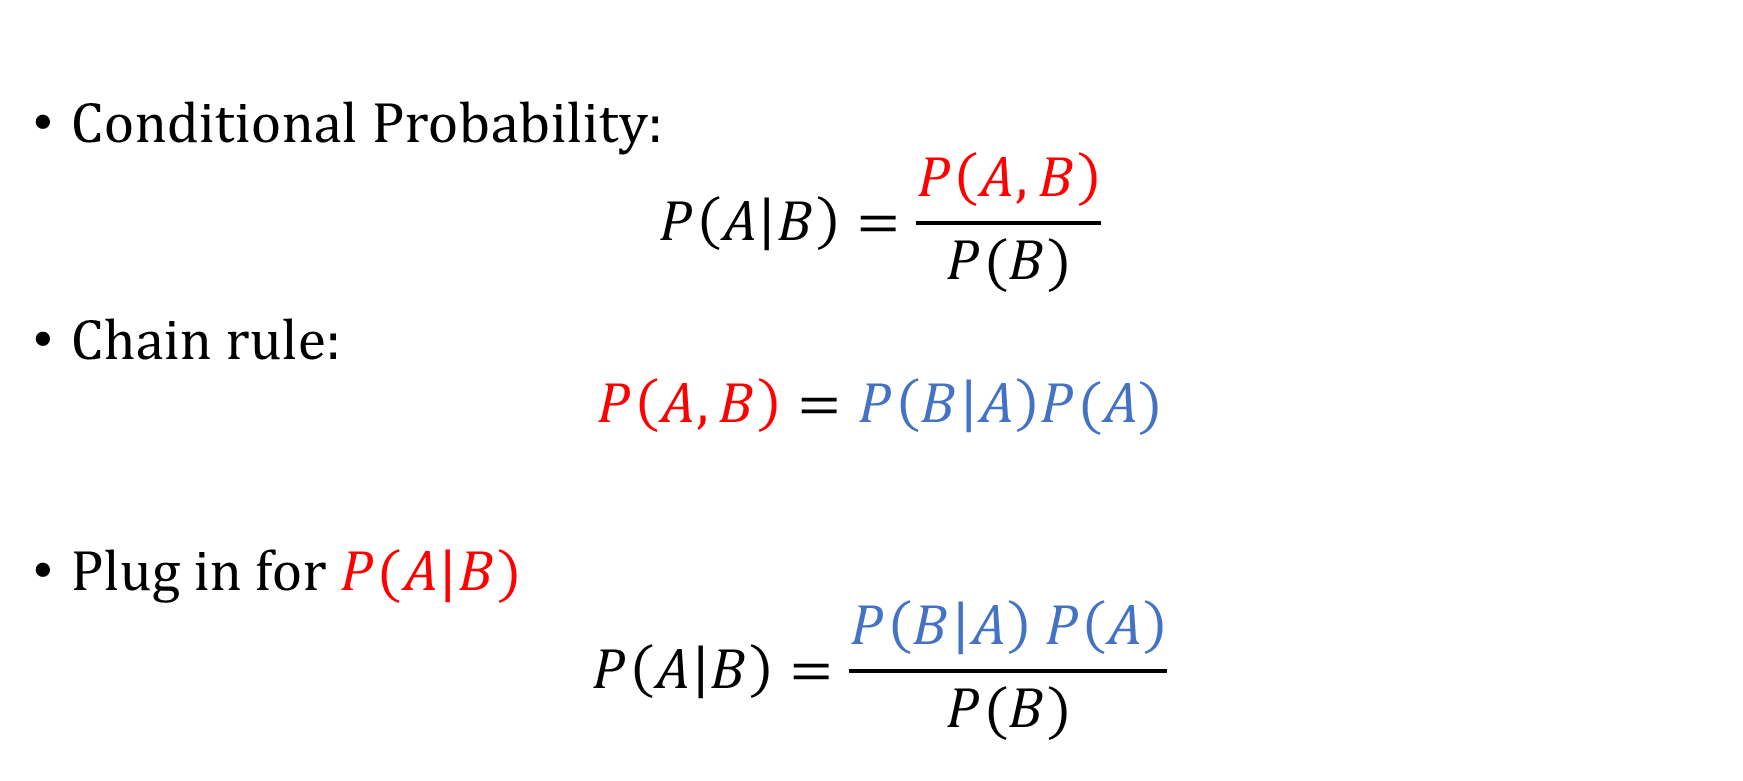 • Conditional Probability:
P(A|B) = P(A, B) / P(B)
• Chain rule:
P(A, B) = P(B|A)P(A)
• Plug in for P(A|B)
P(A|B) = P(B|A) P(A) / P(B)